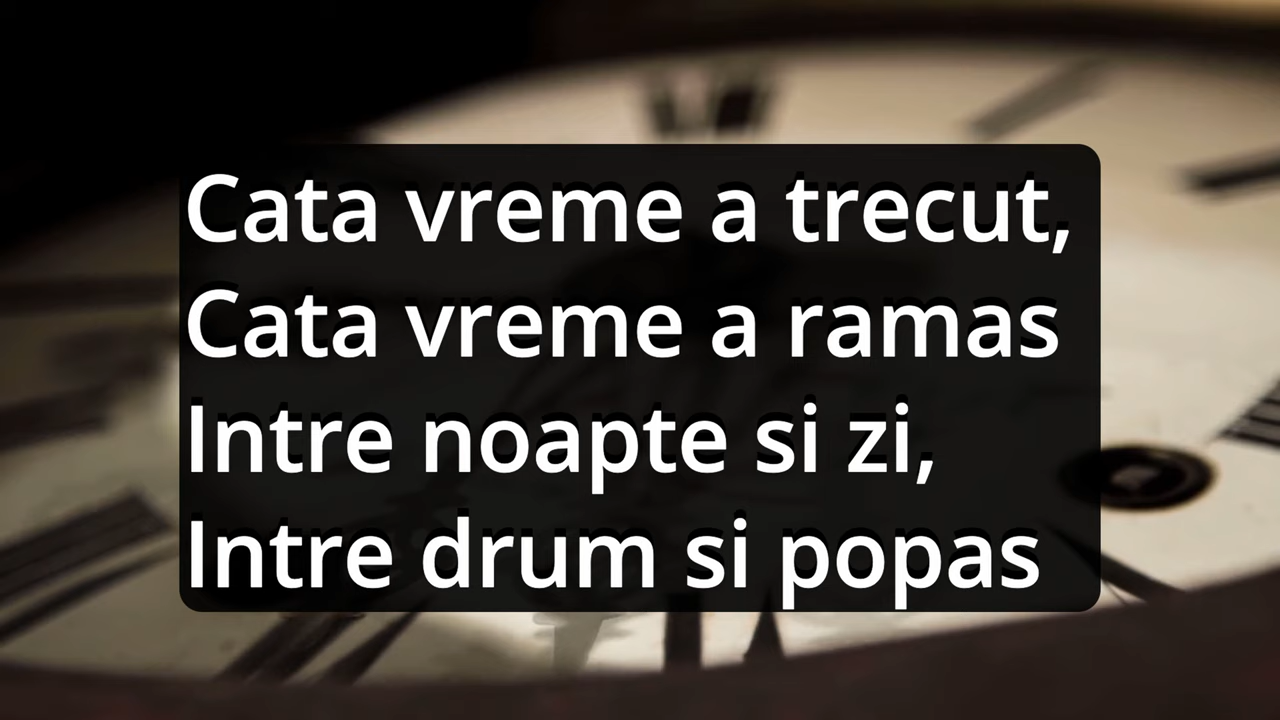 Cata vreme a trecut,
Cata vreme a ramas
Intre noapte si zi,
Intre drum si popas